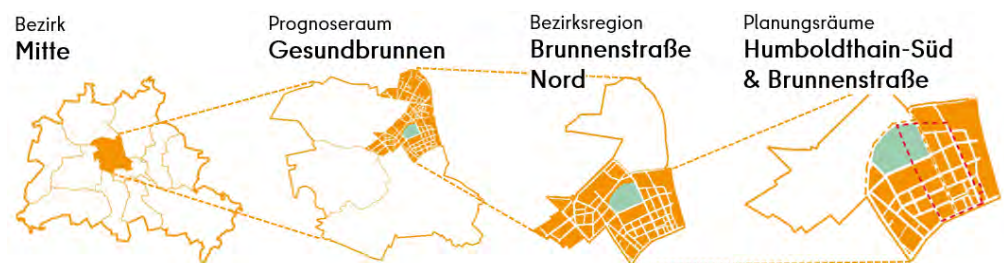 Bezirk
Mitte
Prognoseraum
Gesundbrunnen
Bezirksregion
Brunnenstraße
Nord
Planungsräume
Humboldthain-Süd
& Brunnenstraße